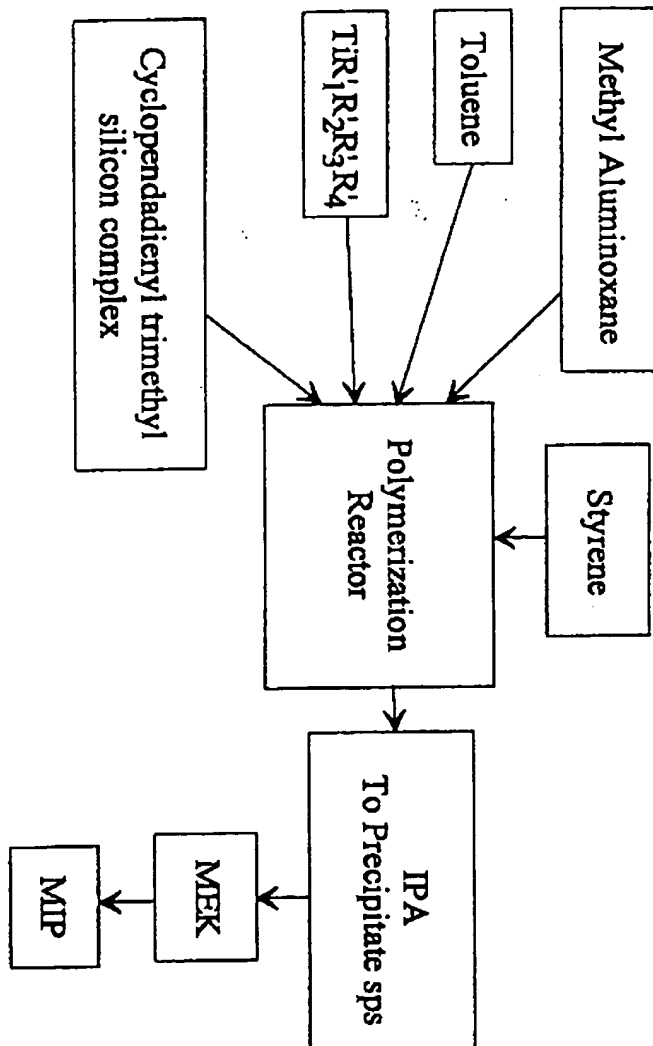 Methyl Aluminoxane
Toluene
TiR'₁R'₂R'₃R'₄
Cyclopendadienyl trimethyl
silicon complex
Styrene
Polymerization
Reactor
IPA
To Precipitate sps
MEK
MIP